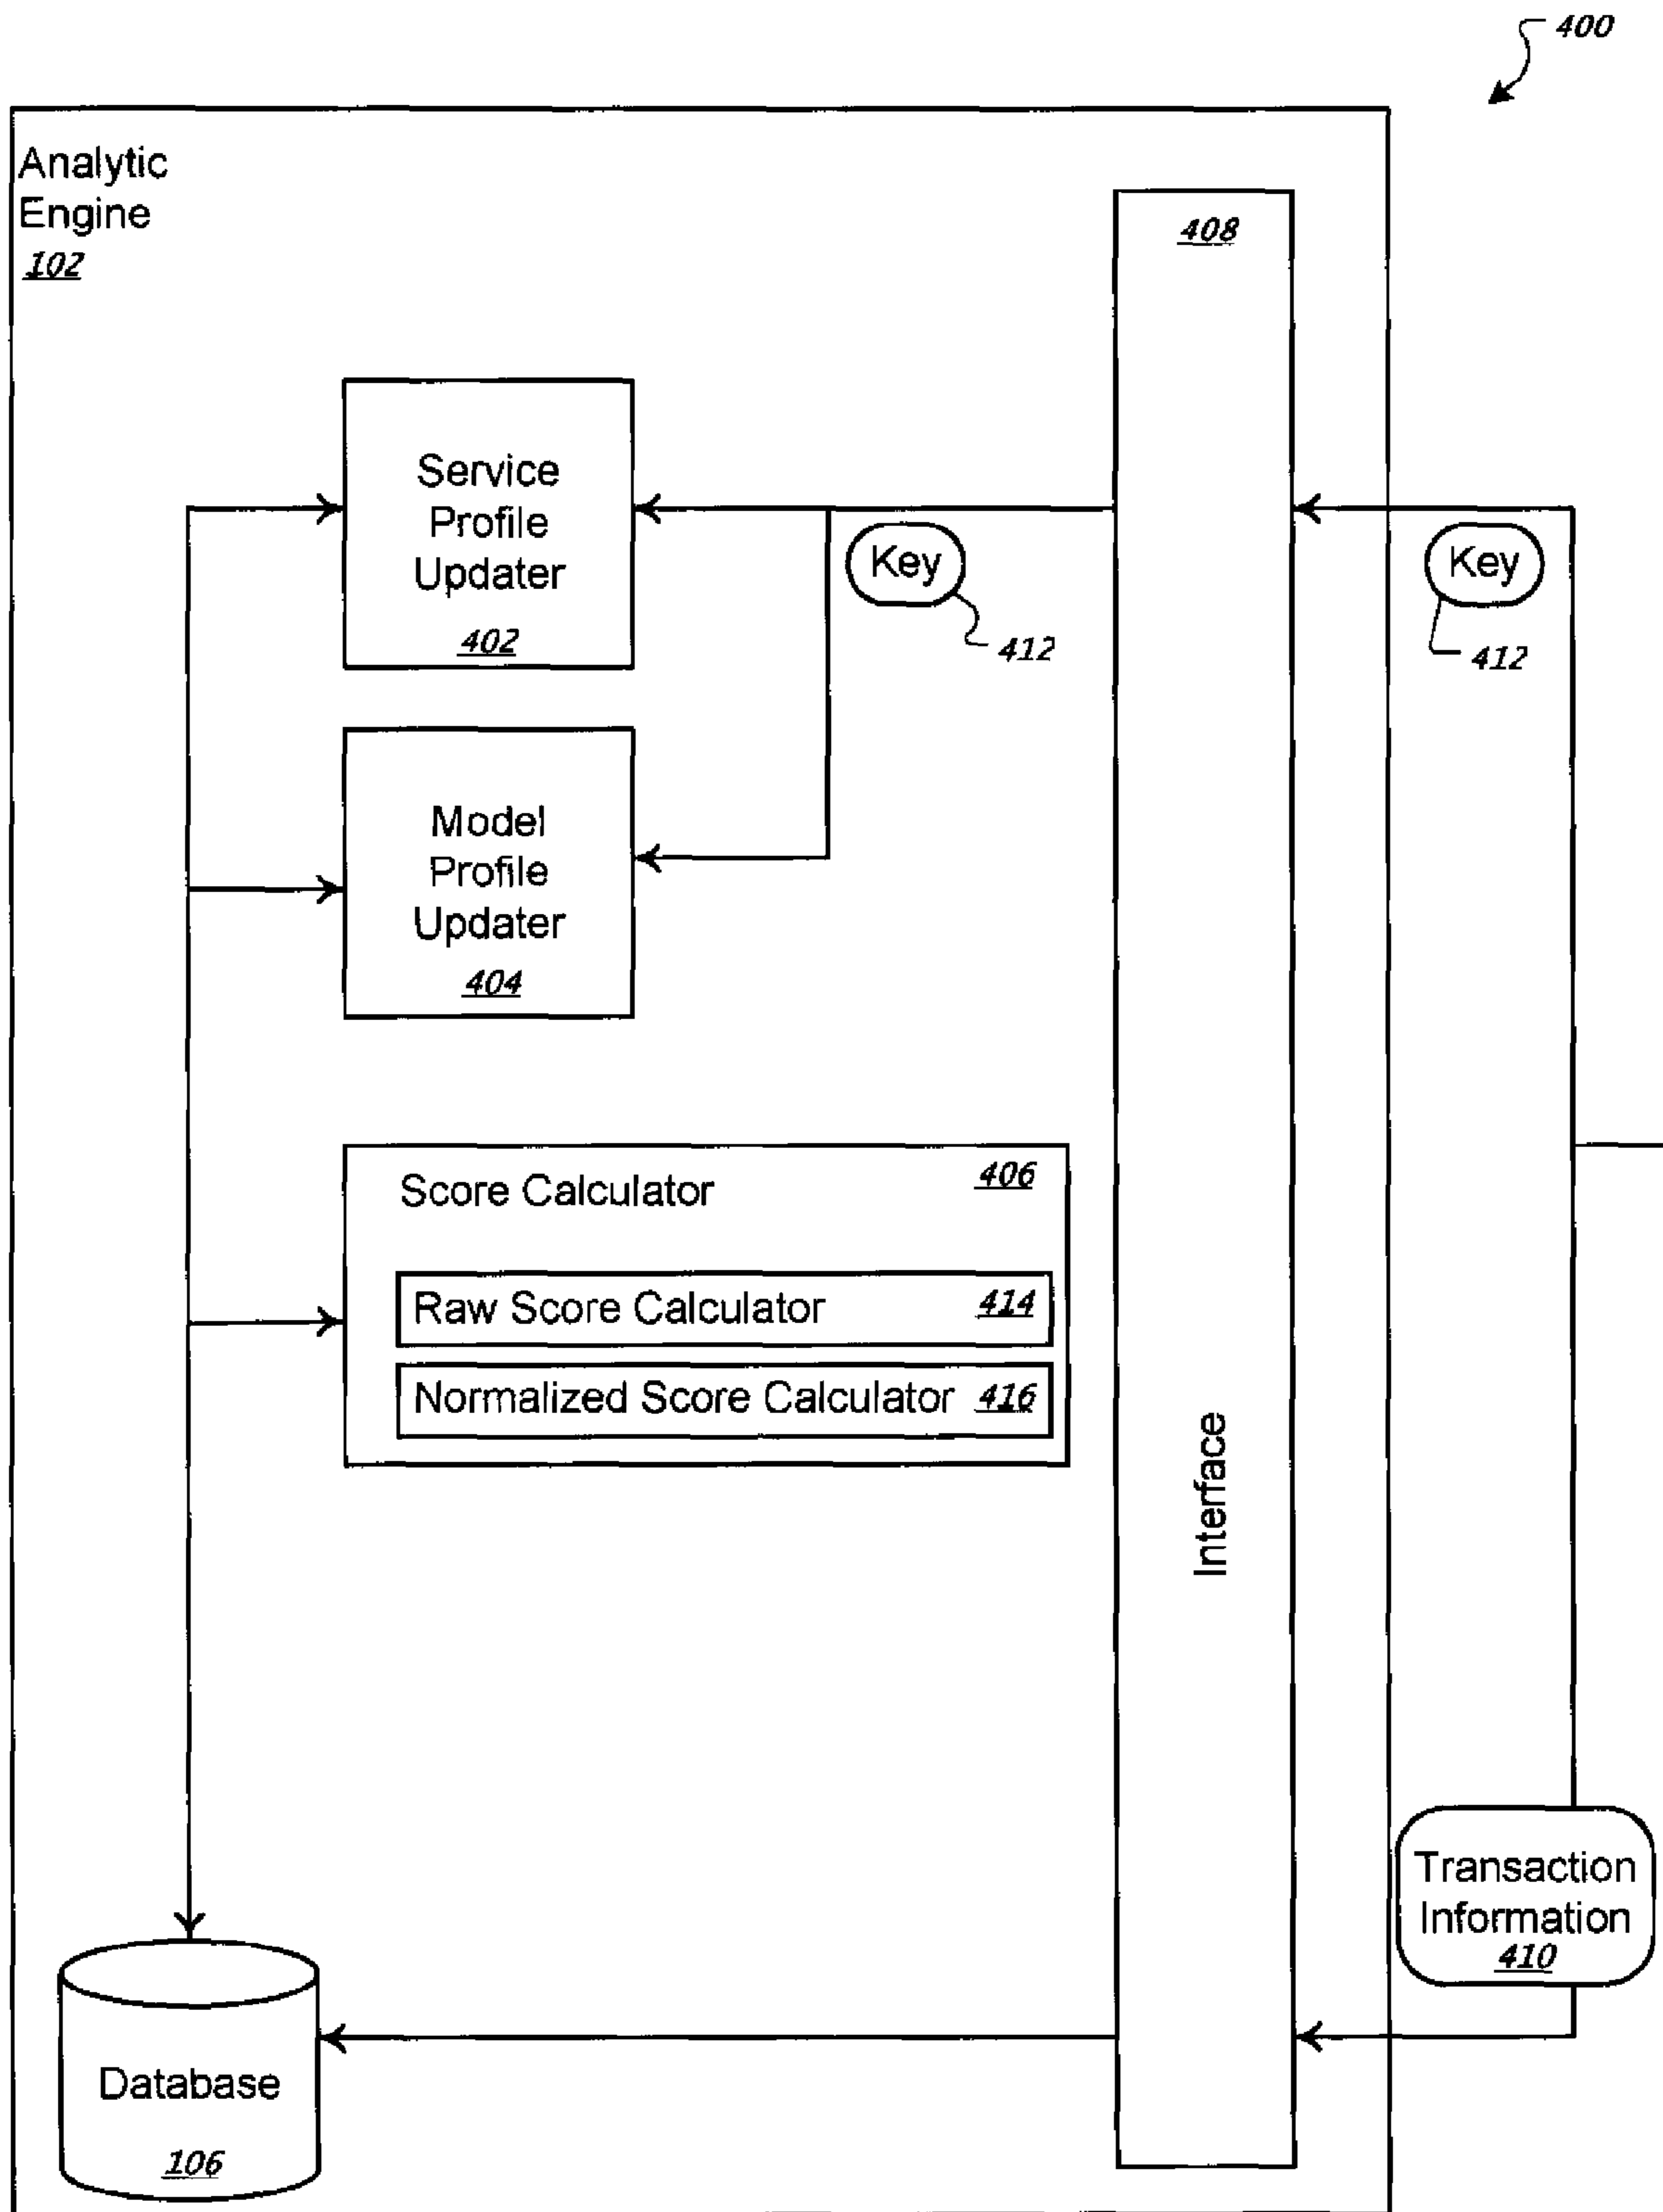 400
Analytic
Engine
102
408
Service
Profile
Updater
402
Key
412
Key
412
Model
Profile
Updater
404
Score Calculator 406
Raw Score Calculator 414
Normalized Score Calculator 416
Interface
Transaction
Information
410
Database
106